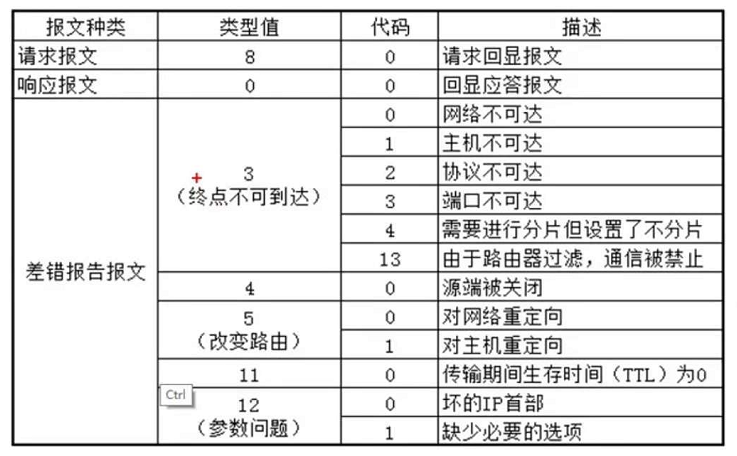 报文种类 类型值 代码 描述
请求报文 8 0 请求回显报文
响应报文 0 0 回显应答报文
差错报告报文 3 (终点不可到达) 0 网络不可达
1 主机不可达
2 协议不可达
3 端口不可达
4 需要进行分片但设置了不分片
13 由于路由器过滤，通信被禁止
4 0 源端被关闭
5 (改变路由) 0 对网络重定向
1 对主机重定向
11 0 传输期间生存时间（TTL）为0
Ctrl
12 (参数问题) 0 坏的IP首部
1 缺少必要的选项